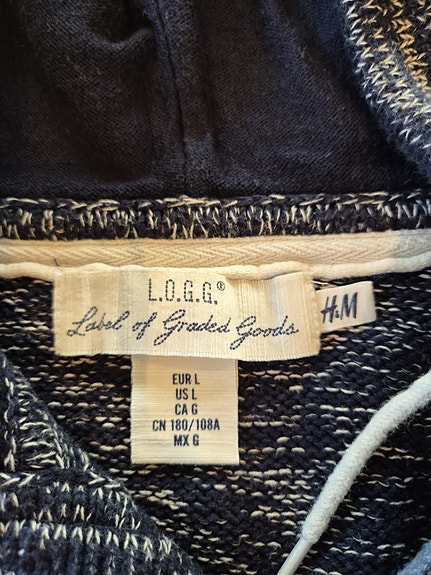 L.O.G.G.®
Label of Graded Goods
H&M
EUR L
US L
CA G
CN 180/108A
MX G